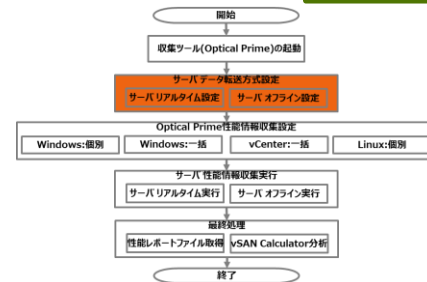 開始
収集ツール(Optical Prime)の起動
サーバ データ転送方式設定
サーバ リアルタイム設定 サーバ オフライン設定
Optical Prime性能情報収集設定
Windows:個別 Windows:一括 vCenter:一括 Linux:個別
サーバ 性能情報収集実行
サーバ リアルタイム実行 サーバ オフライン実行
最終処理
性能レポートファイル取得 vSAN Calculator分析
終了